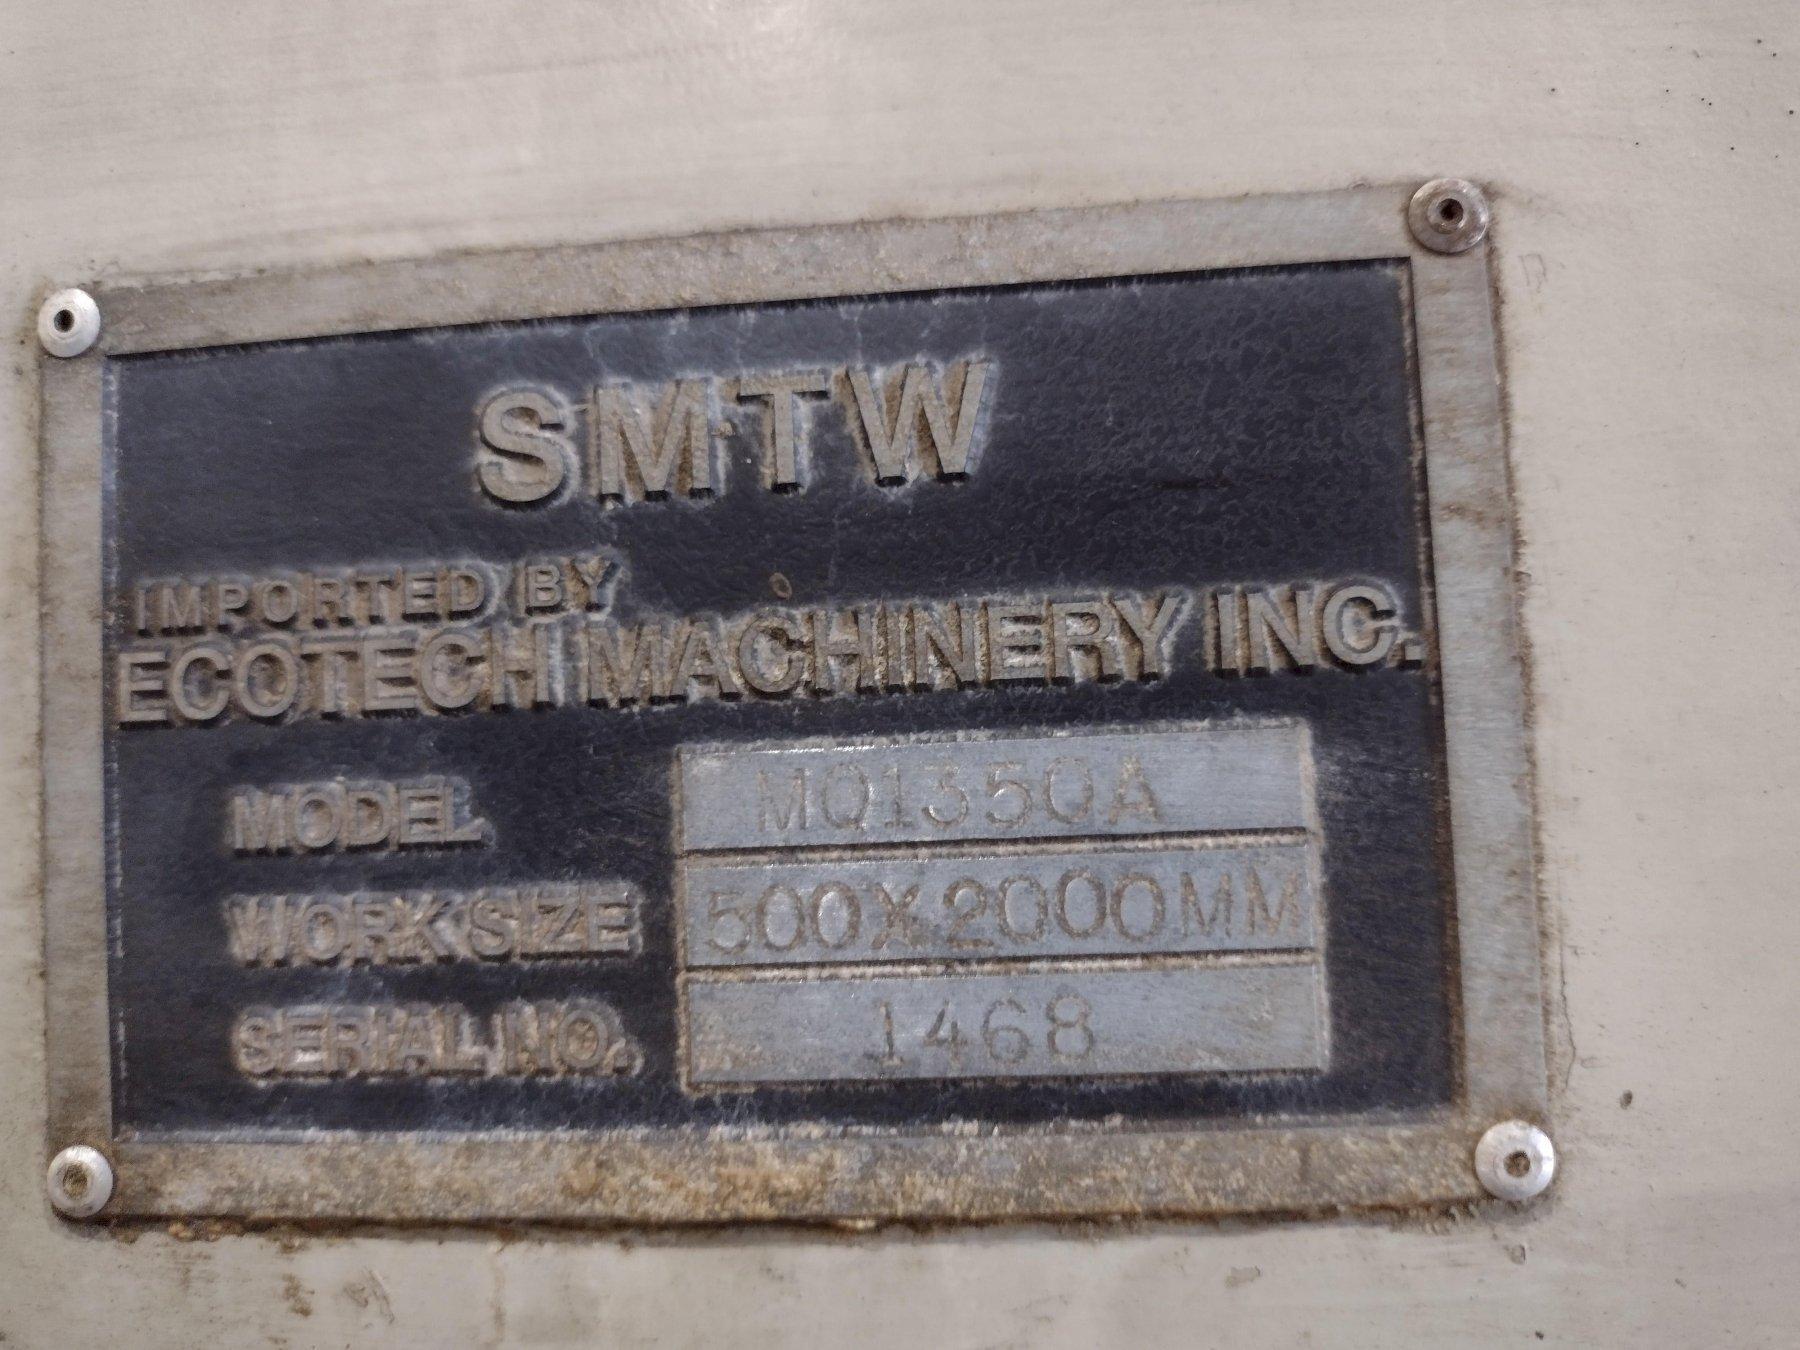 SMTW
IMPORTED BY
ECOTECH MACHINERY INC.
MODEL MQ1350A
WORK SIZE 500X2000MM
SERIAL NO. 1468